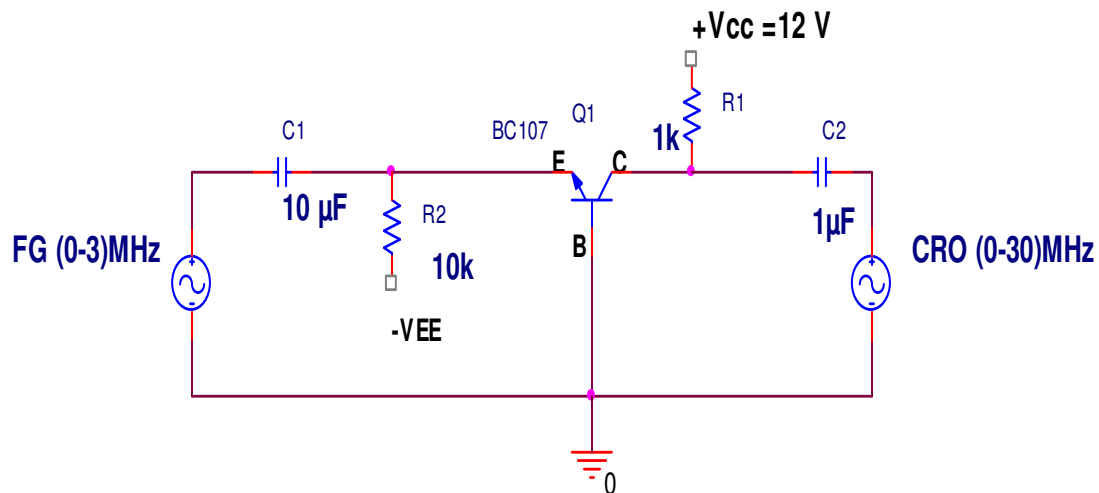 +Vcc =12 V
Q1
R1
C1
BC107
1k
C2
E
C
10 µF
R2
1µF
FG (0-3)MHz
B
10k
CRO (0-30)MHz
-VEE
0